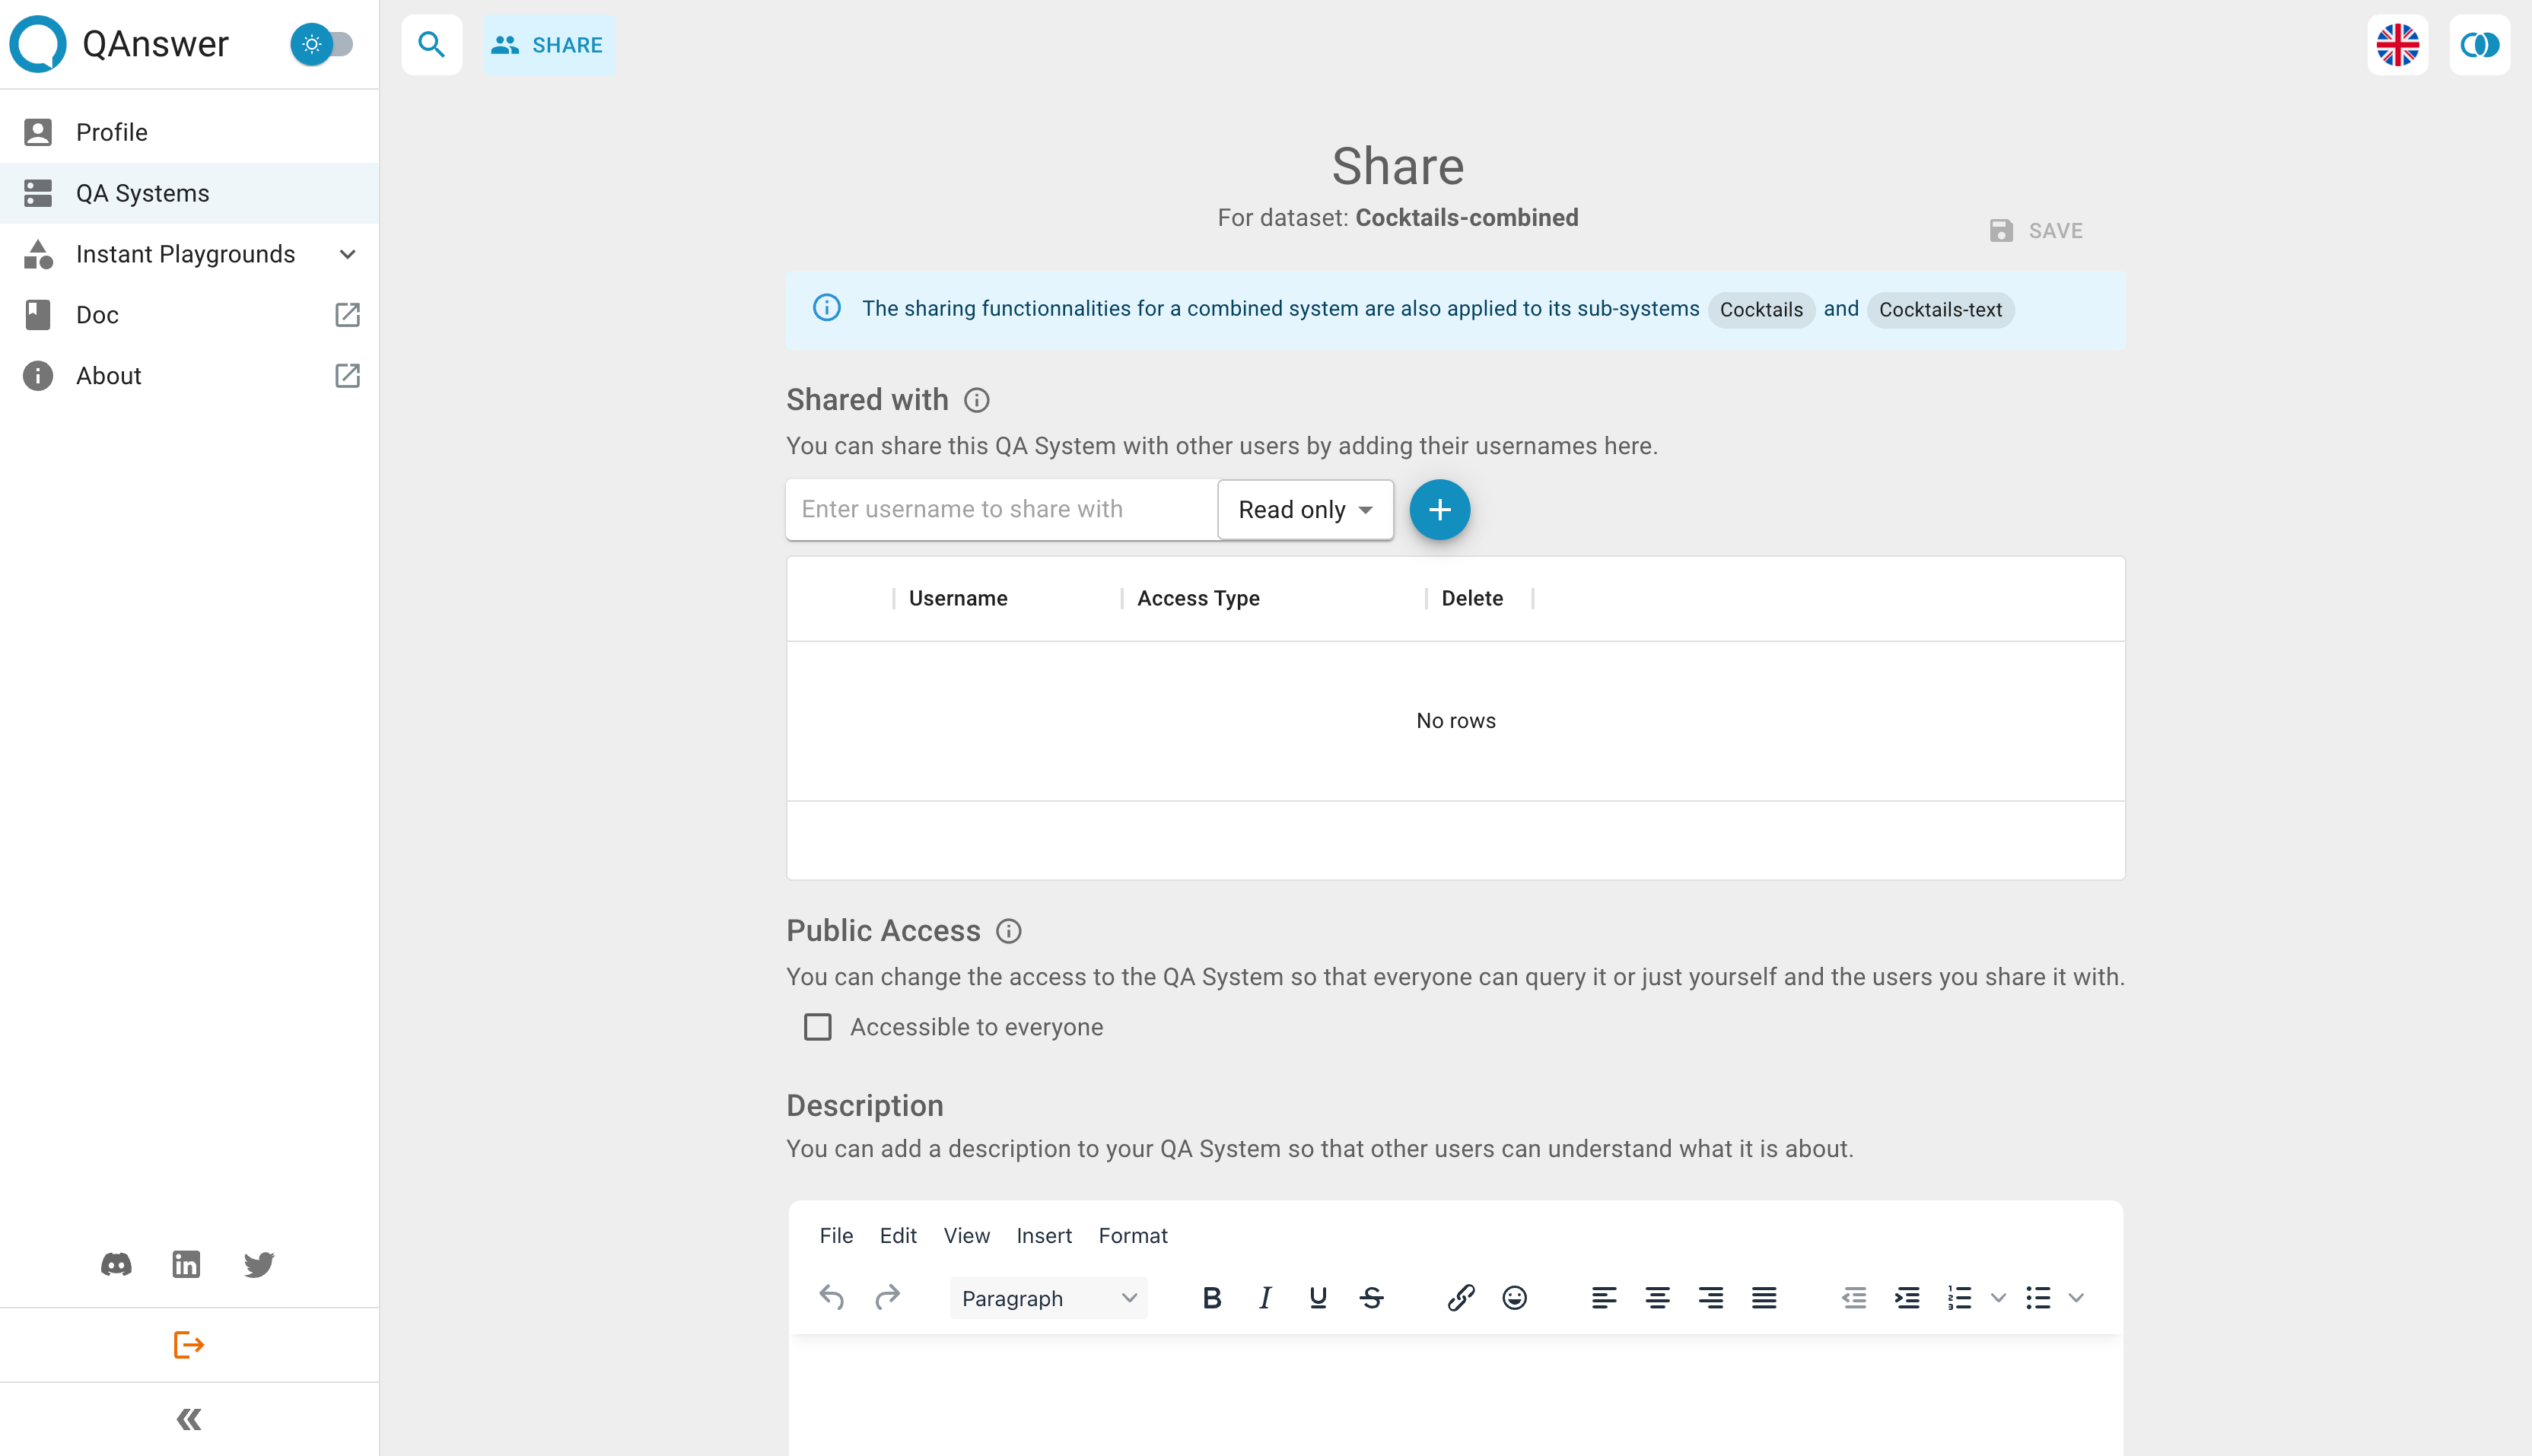 QAnswer
SHARE
Profile
QA Systems
Instant Playgrounds
Doc
About
Share
For dataset: Cocktails-combined
SAVE
The sharing functionnalities for a combined system are also applied to its sub-systems Cocktails and Cocktails-text
Shared with
You can share this QA System with other users by adding their usernames here.
Enter username to share with
Read only
Username
Access Type
Delete
No rows
Public Access
You can change the access to the QA System so that everyone can query it or just yourself and the users you share it with.
Accessible to everyone
Description
You can add a description to your QA System so that other users can understand what it is about.
File Edit View Insert Format
Paragraph